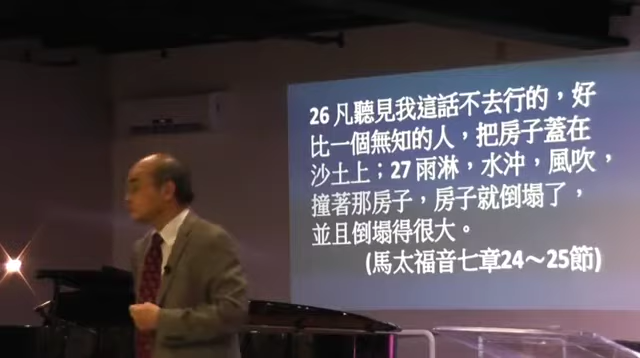 26 凡聽見我這話不去行的，好
比一個無知的人，把房子蓋在
沙土上；27 雨淋，水沖，風吹，
撞著那房子，房子就倒塌了，
並且倒塌得很大。
(馬太福音七章24～25節)